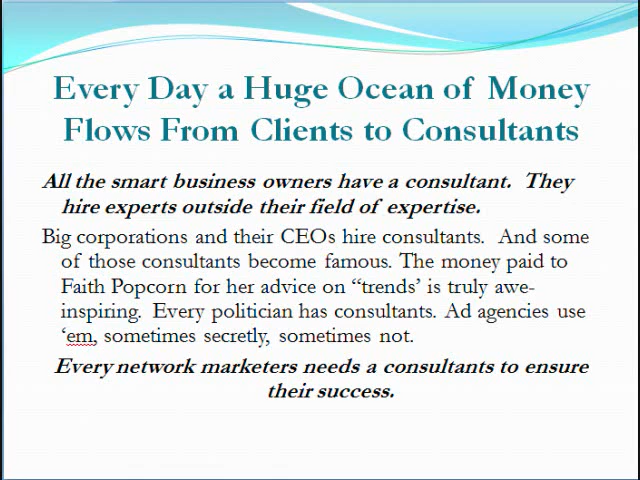 Every Day a Huge Ocean of Money
Flows From Clients to Consultants
All the smart business owners have a consultant.  They
hire experts outside their field of expertise.
Big corporations and their CEOs hire consultants.  And some
of those consultants become famous. The money paid to
Faith Popcorn for her advice on “trends’ is truly awe-
inspiring.  Every politician has consultants. Ad agencies use
‘em, sometimes secretly, sometimes not.
Every network marketers needs a consultants to ensure
their success.